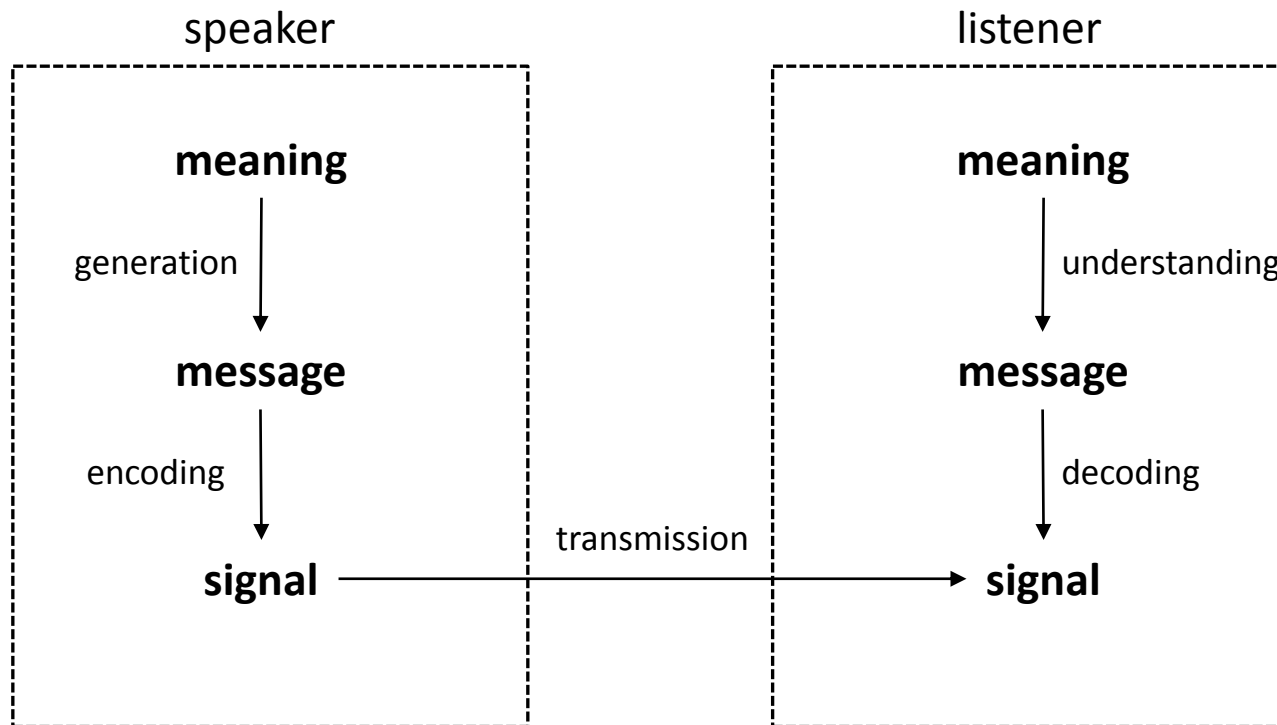 speaker
meaning
generation
message
encoding
signal
transmission
listener
meaning
understanding
message
decoding
signal